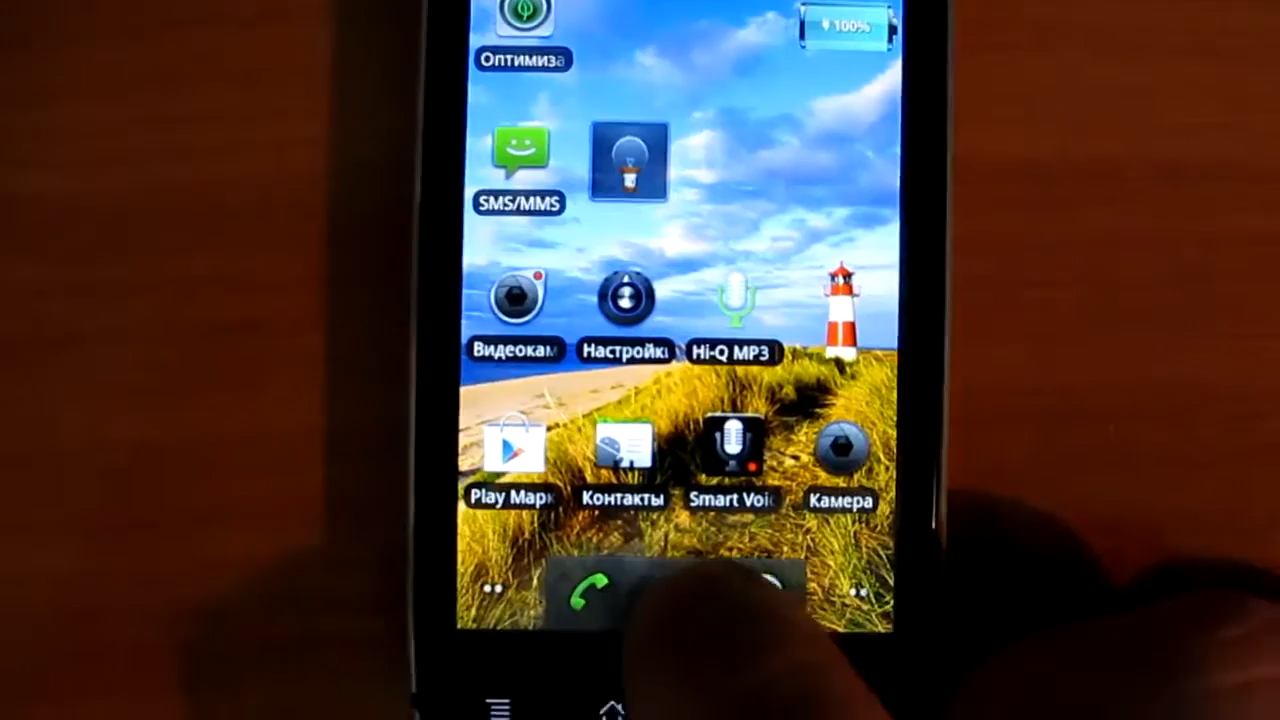 100%
Оптимиза
SMS/MMS
Видеокам
Настройки
Hi-Q MP3
Play Марк
Контакты
Smart Voic
Камера